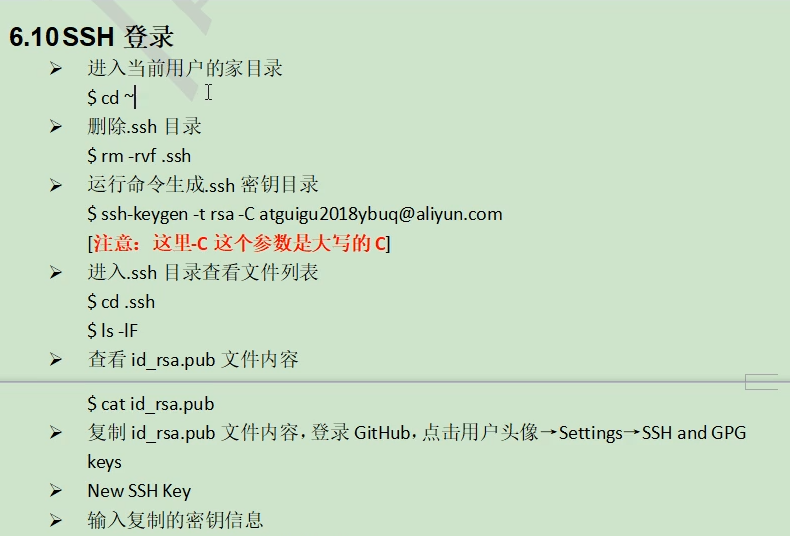 6.10 SSH 登录
➢ 进入当前用户的家目录
$ cd ~
➢ 删除.ssh 目录
$ rm -rvf .ssh
➢ 运行命令生成.ssh 密钥目录
$ ssh-keygen -t rsa -C atguigu2018ybuq@aliyun.com
[注意：这里-C 这个参数是大写的 C]
➢ 进入.ssh 目录查看文件列表
$ cd .ssh
$ ls -lF
➢ 查看 id_rsa.pub 文件内容
$ cat id_rsa.pub
➢ 复制 id_rsa.pub 文件内容，登录 GitHub，点击用户头像→Settings→SSH and GPG
keys
➢ New SSH Key
➢ 输入复制的密钥信息